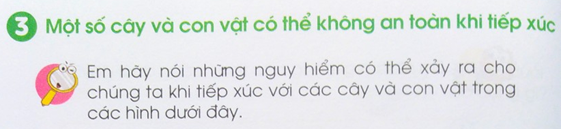 3 Một số cây và con vật có thể không an toàn khi tiếp xúc
Em hãy nói những nguy hiểm có thể xảy ra cho
chúng ta khi tiếp xúc với các cây và con vật trong
các hình dưới đây.